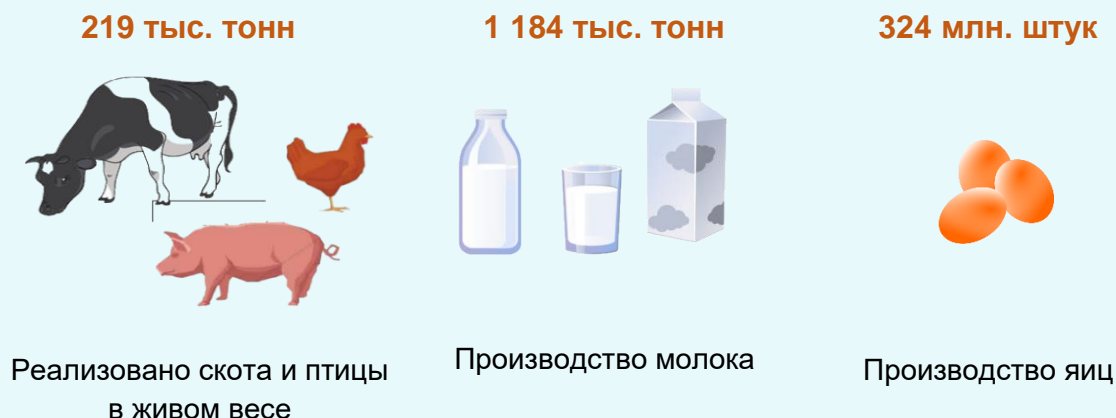 219 тыс. тонн
1 184 тыс. тонн
324 млн. штук
Реализовано скота и птицы
в живом весе
Производство молока
Производство яиц